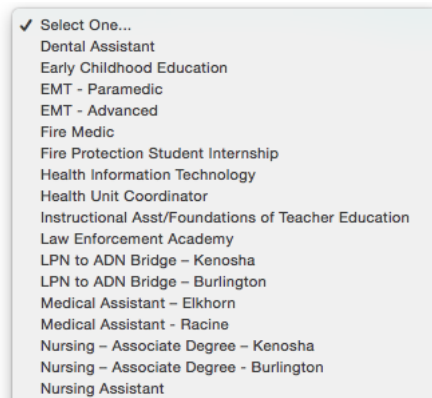 ✓ Select One...
Dental Assistant
Early Childhood Education
EMT - Paramedic
EMT - Advanced
Fire Medic
Fire Protection Student Internship
Health Information Technology
Health Unit Coordinator
Instructional Asst/Foundations of Teacher Education
Law Enforcement Academy
LPN to ADN Bridge – Kenosha
LPN to ADN Bridge – Burlington
Medical Assistant – Elkhorn
Medical Assistant - Racine
Nursing – Associate Degree – Kenosha
Nursing – Associate Degree - Burlington
Nursing Assistant